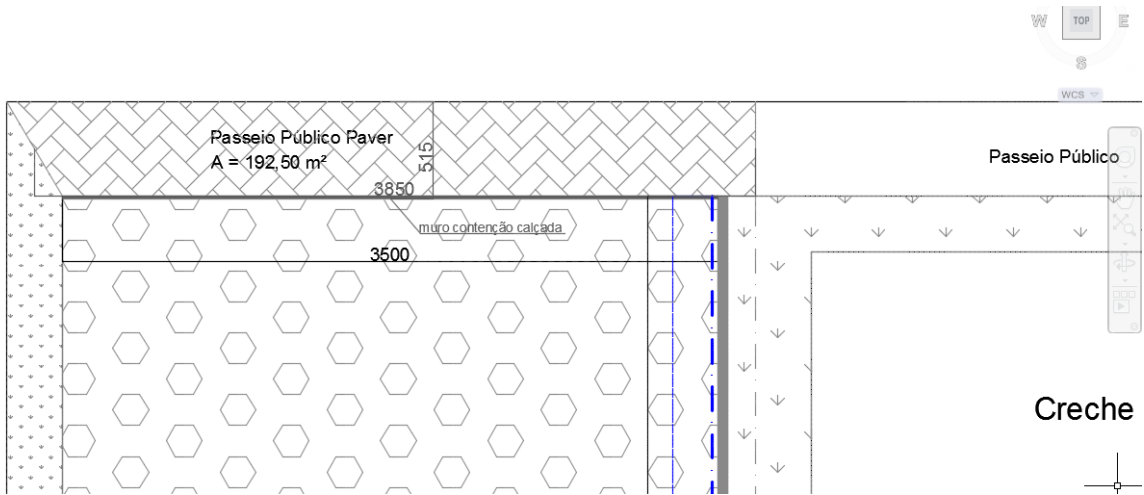 W
TOP
E
S
WCS
Passeio Público Paver
A = 192,50 m²
515
Passeio Público
3850
muro contenção calçada
3500
Creche